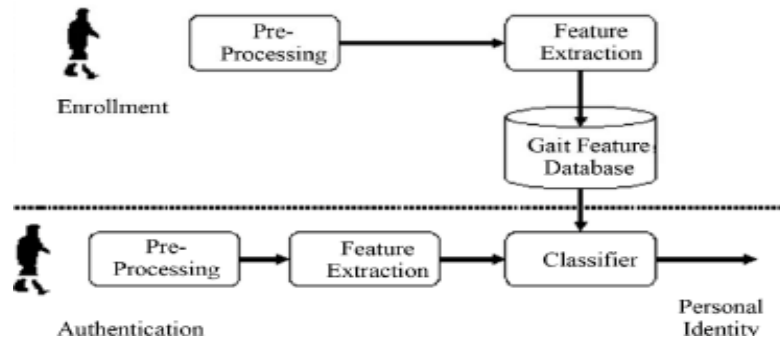 Pre-
Processing
Feature
Extraction
Enrollment
Gait Feature
Database
Pre-
Processing
Feature
Extraction
Classifier
Authentication
Personal
Identity